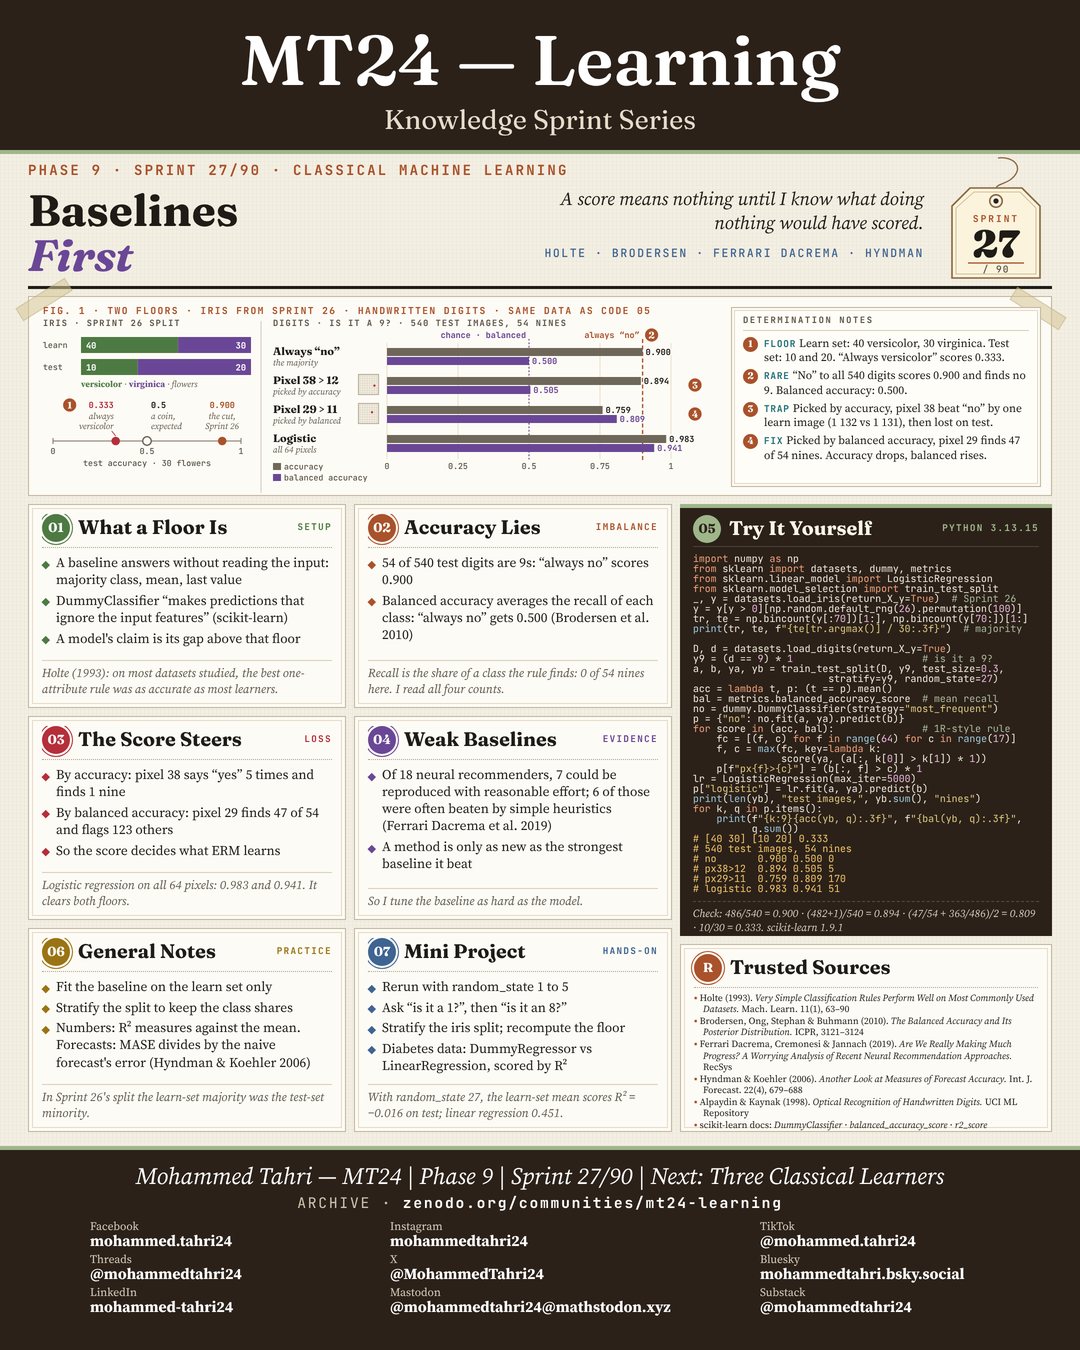 MT24 — Learning
Knowledge Sprint Series
PHASE 9 · SPRINT 27/90 · CLASSICAL MACHINE LEARNING
Baselines
First
A score means nothing until I know what doing
nothing would have scored.
HOLTE · BRODERSEN · FERRARI DACREMA · HYNDMAN
SPRINT
27
/ 90
FIG. 1 · TWO FLOORS · IRIS FROM SPRINT 26 · HANDWRITTEN DIGITS · SAME DATA AS CODE 05
IRIS · SPRINT 26 SPLIT
learn 40 30
test 10 20
versicolor · virginica · flowers
1 0.333 0.5 0.900
always a coin, the cut,
versicolor expected Sprint 26
0 0.5 1
test accuracy · 30 flowers
DIGITS · IS IT A 9? · 540 TEST IMAGES, 54 NINES
chance · balanced always “no” 2
Always “no” 0.900
the majority 0.500
Pixel 38 > 12 0.894 3
picked by accuracy 0.505
Pixel 29 > 11 0.759 4
picked by balanced 0.809
Logistic 0.983
all 64 pixels 0.941
accuracy 0 0.25 0.5 0.75 1
balanced accuracy
DETERMINATION NOTES
1 FLOOR Learn set: 40 versicolor, 30 virginica. Test
set: 10 and 20. “Always versicolor” scores 0.333.
2 RARE “No” to all 540 digits scores 0.900 and finds no
9. Balanced accuracy: 0.500.
3 TRAP Picked by accuracy, pixel 38 beat “no” by one
learn image (1 132 vs 1 131), then lost on test.
4 FIX Picked by balanced accuracy, pixel 29 finds 47
of 54 nines. Accuracy drops, balanced rises.
01 What a Floor Is SETUP
A baseline answers without reading the input:
majority class, mean, last value
DummyClassifier “makes predictions that
ignore the input features” (scikit-learn)
A model's claim is its gap above that floor
Holte (1993): on most datasets studied, the best one-
attribute rule was as accurate as most learners.
02 Accuracy Lies IMBALANCE
54 of 540 test digits are 9s: “always no” scores
0.900
Balanced accuracy averages the recall of each
class: “always no” gets 0.500 (Brodersen et al.
2010)
Recall is the share of a class the rule finds: 0 of 54 nines
here. I read all four counts.
03 The Score Steers LOSS
By accuracy: pixel 38 says “yes” 5 times and
finds 1 nine
By balanced accuracy: pixel 29 finds 47 of 54
and flags 123 others
So the score decides what ERM learns
Logistic regression on all 64 pixels: 0.983 and 0.941. It
clears both floors.
04 Weak Baselines EVIDENCE
Of 18 neural recommenders, 7 could be
reproduced with reasonable effort; 6 of those
were often beaten by simple heuristics
(Ferrari Dacrema et al. 2019)
A method is only as new as the strongest
baseline it beat
So I tune the baseline as hard as the model.
05 Try It Yourself PYTHON 3.13.15
import numpy as np
from sklearn import datasets, dummy, metrics
from sklearn.linear_model import LogisticRegression
from sklearn.model_selection import train_test_split
_, y = datasets.load_iris(return_X_y=True) # Sprint 26
y = y[y > 0][np.random.default_rng(26).permutation(100)]
tr, te = np.bincount(y[:70])[1:], np.bincount(y[70:])[1:]
print(tr, te, f"{te[tr.argmax()] / 30:.3f}") # majority
D, d = datasets.load_digits(return_X_y=True)
y9 = (d == 9) * 1 # is it a 9?
a, b, ya, yb = train_test_split(D, y9, test_size=0.3,
stratify=y9, random_state=27)
acc = lambda t, p: (t == p).mean()
bal = metrics.balanced_accuracy_score # mean recall
no = dummy.DummyClassifier(strategy="most_frequent")
p = {"no": no.fit(a, ya).predict(b)}
for score in (acc, bal): # 1R-style rule
fc = [(f, c) for f in range(64) for c in range(17)]
f, c = max(fc, key=lambda k:
score(ya, (a[:, k[0]] > k[1]) * 1))
p[f"px{f}>{c}"] = (b[:, f] > c) * 1
lr = LogisticRegression(max_iter=5000)
p["logistic"] = lr.fit(a, ya).predict(b)
print(len(yb), "test images,", yb.sum(), "nines")
for k, q in p.items():
print(f"{k:9}{acc(yb, q):.3f}", f"{bal(yb, q):.3f}",
q.sum())
# [40 30] [10 20] 0.333
# 540 test images, 54 nines
# no 0.900 0.500 0
# px38>12 0.894 0.505 5
# px29>11 0.759 0.809 170
# logistic 0.983 0.941 51
Check: 486/540 = 0.900 · (482+1)/540 = 0.894 · (47/54 + 363/486)/2 = 0.809
· 10/30 = 0.333. scikit-learn 1.9.1
06 General Notes PRACTICE
Fit the baseline on the learn set only
Stratify the split to keep the class shares
Numbers: R² measures against the mean.
Forecasts: MASE divides by the naive
forecast's error (Hyndman & Koehler 2006)
In Sprint 26's split the learn-set majority was the test-set
minority.
07 Mini Project HANDS-ON
Rerun with random_state 1 to 5
Ask “is it a 1?”, then “is it an 8?”
Stratify the iris split; recompute the floor
Diabetes data: DummyRegressor vs
LinearRegression, scored by R²
With random_state 27, the learn-set mean scores R² =
−0.016 on test; linear regression 0.451.
R Trusted Sources
Holte (1993). Very Simple Classification Rules Perform Well on Most Commonly Used
Datasets. Mach. Learn. 11(1), 63–90
Brodersen, Ong, Stephan & Buhmann (2010). The Balanced Accuracy and Its
Posterior Distribution. ICPR, 3121–3124
Ferrari Dacrema, Cremonesi & Jannach (2019). Are We Really Making Much
Progress? A Worrying Analysis of Recent Neural Recommendation Approaches.
RecSys
Hyndman & Koehler (2006). Another Look at Measures of Forecast Accuracy. Int. J.
Forecast. 22(4), 679–688
Alpaydin & Kaynak (1998). Optical Recognition of Handwritten Digits. UCI ML
Repository
scikit-learn docs: DummyClassifier · balanced_accuracy_score · r2_score
Mohammed Tahri — MT24 | Phase 9 | Sprint 27/90 | Next: Three Classical Learners
ARCHIVE · zenodo.org/communities/mt24-learning
Facebook
mohammed.tahri24
Threads
@mohammedtahri24
LinkedIn
mohammed-tahri24
Instagram
mohammedtahri24
X
@MohammedTahri24
Mastodon
@mohammedtahri24@mathstodon.xyz
TikTok
@mohammed.tahri24
Bluesky
mohammedtahri.bsky.social
Substack
@mohammedtahri24